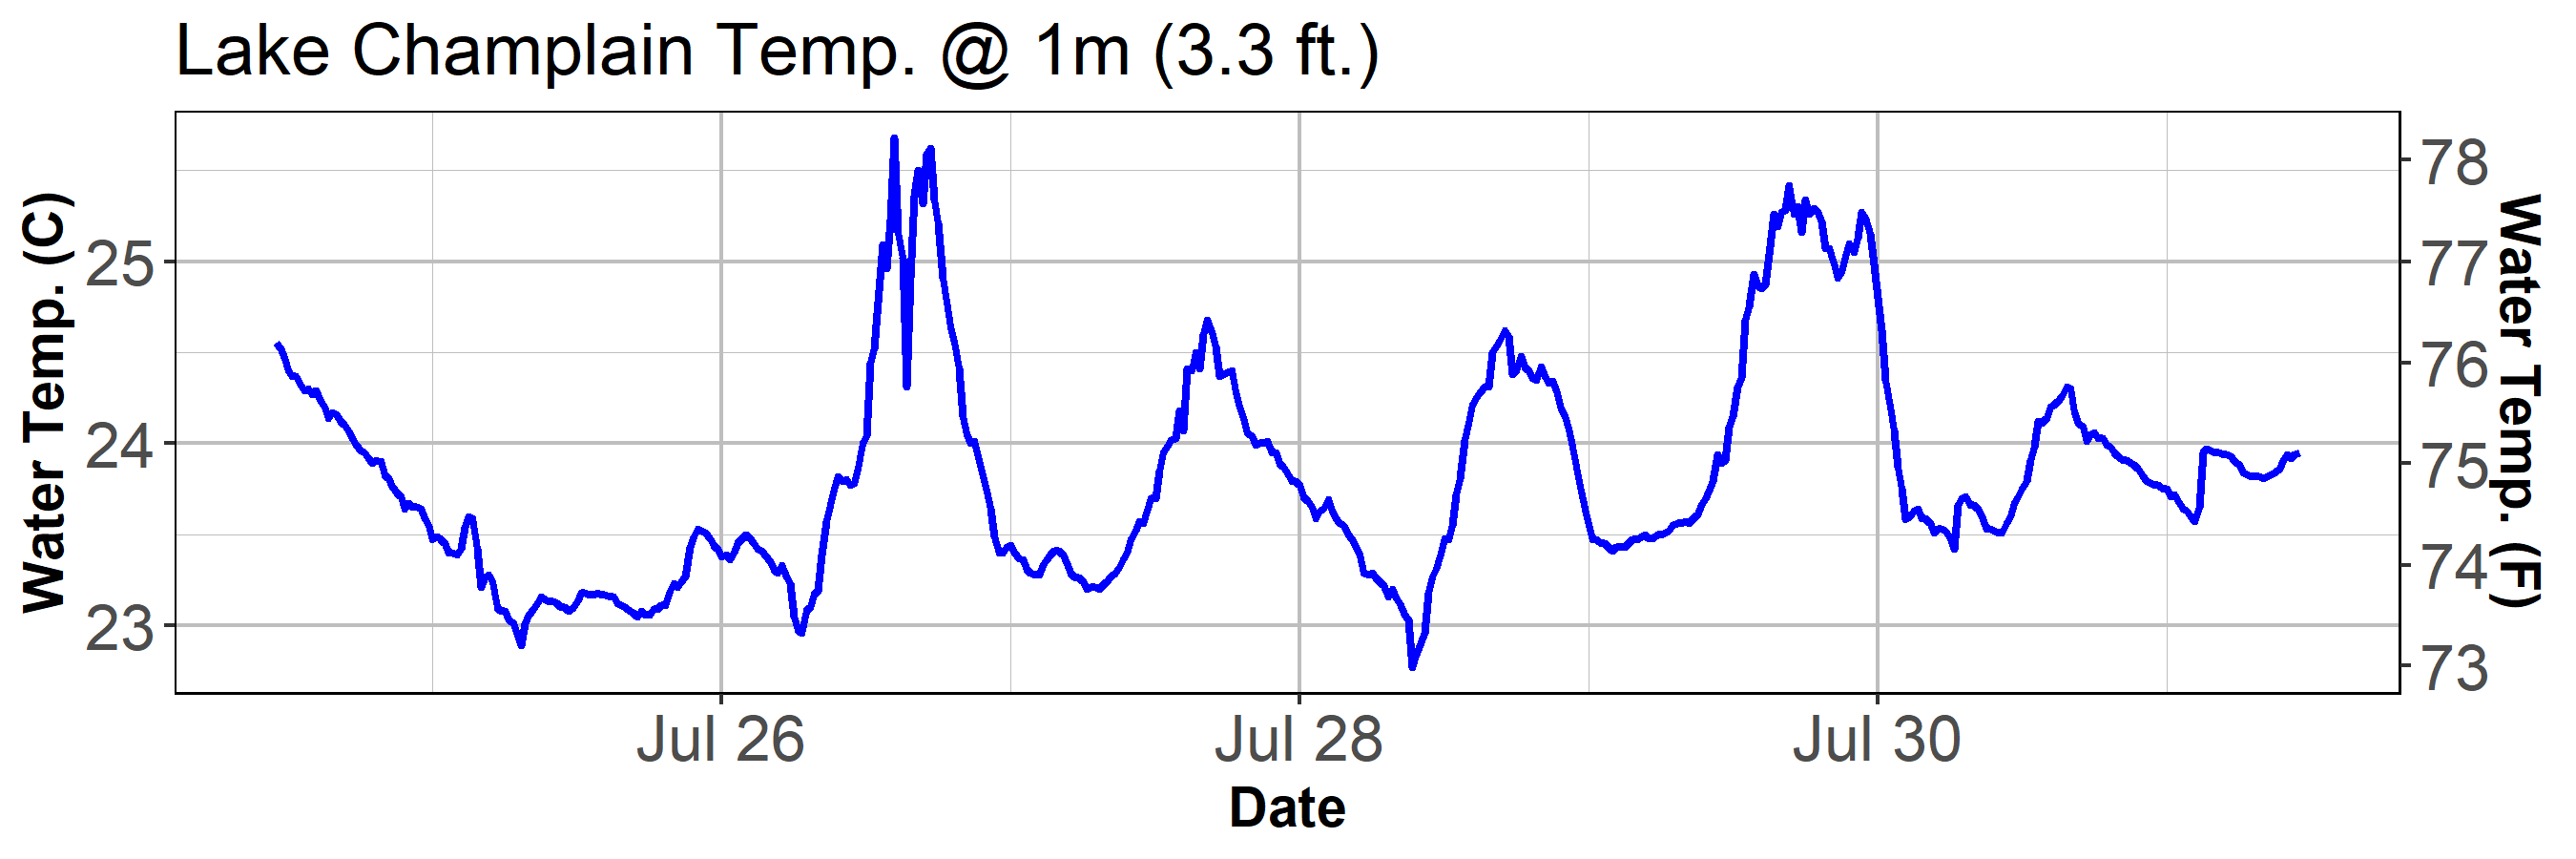 Lake Champlain Temp. @ 1m (3.3 ft.)
Water Temp. (C)
25
24
23
78
77
76
75
74
73
Water Temp. (F)
Jul 26
Jul 28
Jul 30
Date